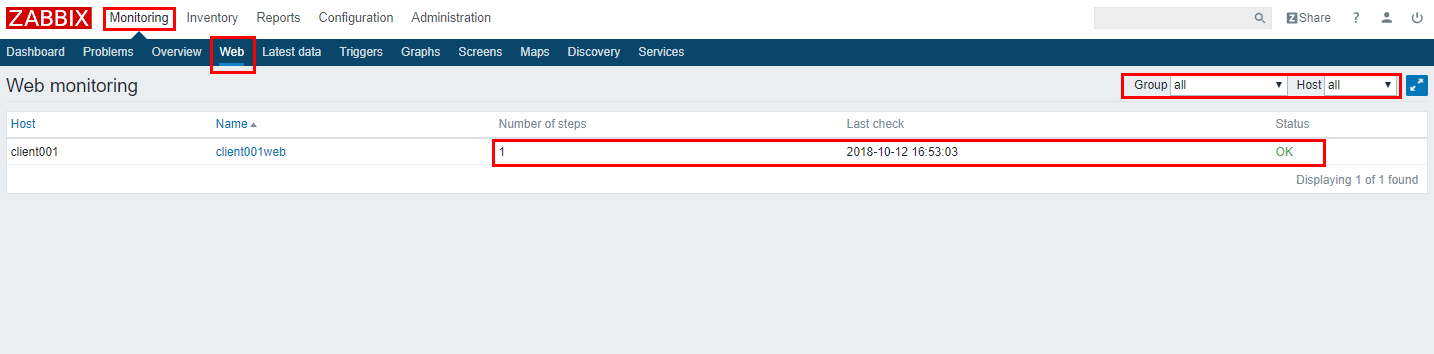 ZABBIX Monitoring Inventory Reports Configuration Administration Z Share ?
Dashboard Problems Overview Web Latest data Triggers Graphs Screens Maps Discovery Services
Web monitoring Group all Host all
Host Name Number of steps Last check Status
client001 client001web 1 2018-10-12 16:53:03 OK
Displaying 1 of 1 found